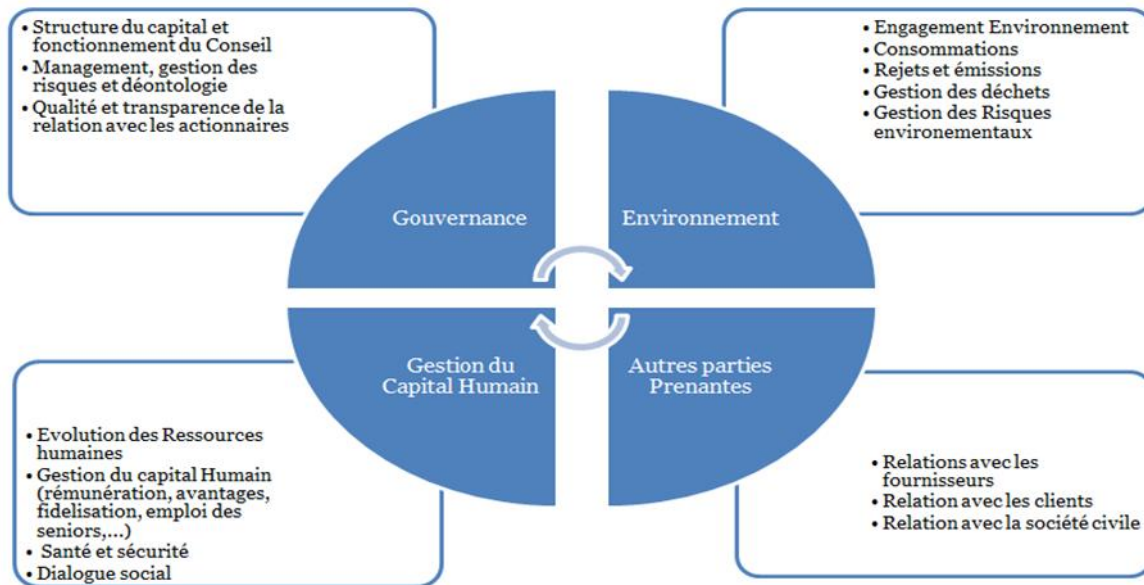 • Structure du capital et
fonctionnement du Conseil
• Management, gestion des
risques et déontologie
• Qualité et transparence de la
relation avec les actionnaires
• Engagement Environnement
• Consommations
• Rejets et émissions
• Gestion des déchets
• Gestion des Risques
environementaux
Gouvernance
Environnement
Gestion du
Capital Humain
Autres parties
Prenantes
• Evolution des Ressources
humaines
• Gestion du capital Humain
(rémunération, avantages,
fidelisation, emploi des
seniors,...)
• Santé et sécurité
• Dialogue social
• Relations avec les
fournisseurs
• Relation avec les clients
• Relation avec la société civile